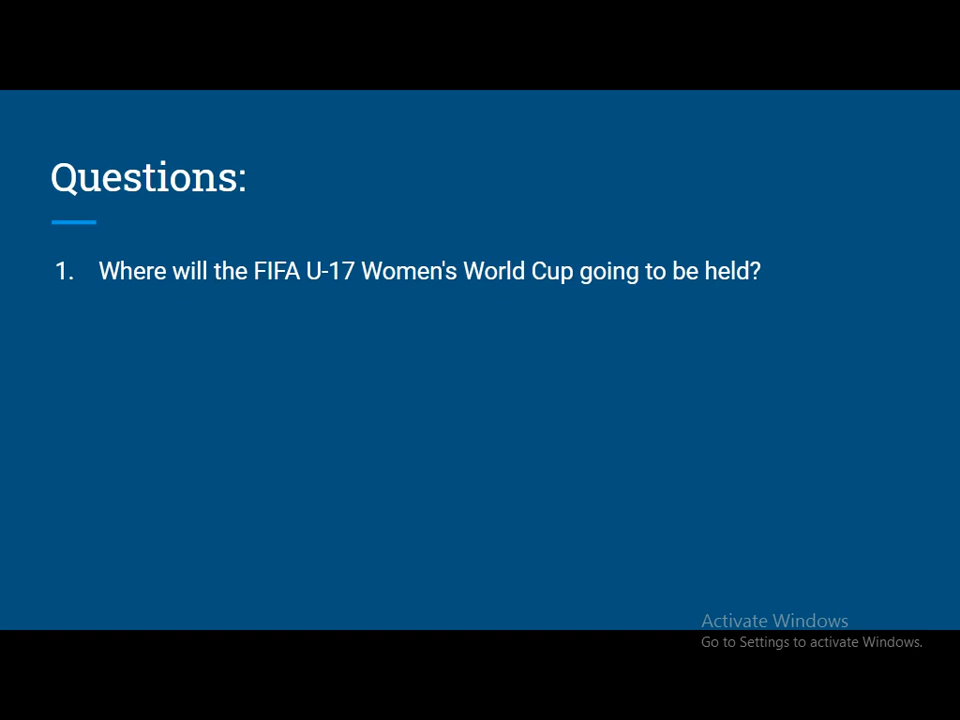 Questions:
1. Where will the FIFA U-17 Women's World Cup going to be held?
Activate Windows
Go to Settings to activate Windows.